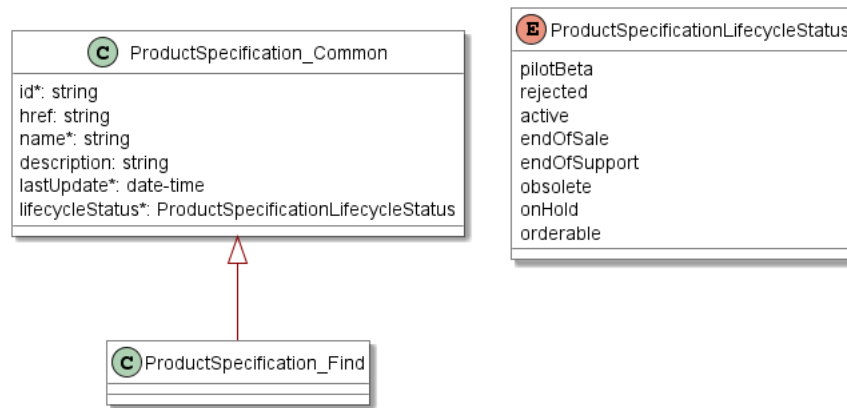 C ProductSpecification_Common
id*: string
href: string
name*: string
description: string
lastUpdate*: date-time
lifecycleStatus*: ProductSpecificationLifecycleStatus
E ProductSpecificationLifecycleStatus
pilotBeta
rejected
active
endOfSale
endOfSupport
obsolete
onHold
orderable
C ProductSpecification_Find